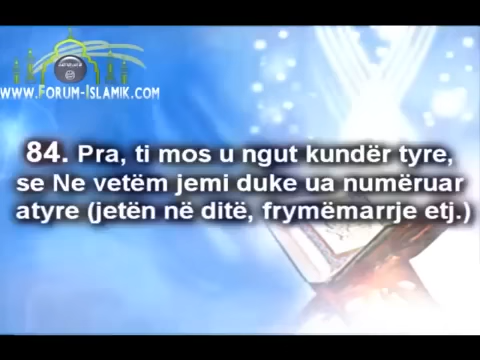 www.Forum-Islamik.com
84. Pra, ti mos u ngut kundër tyre,
se Ne vetëm jemi duke ua numëruar
atyre (jetën në ditë, frymëmarrje etj.)